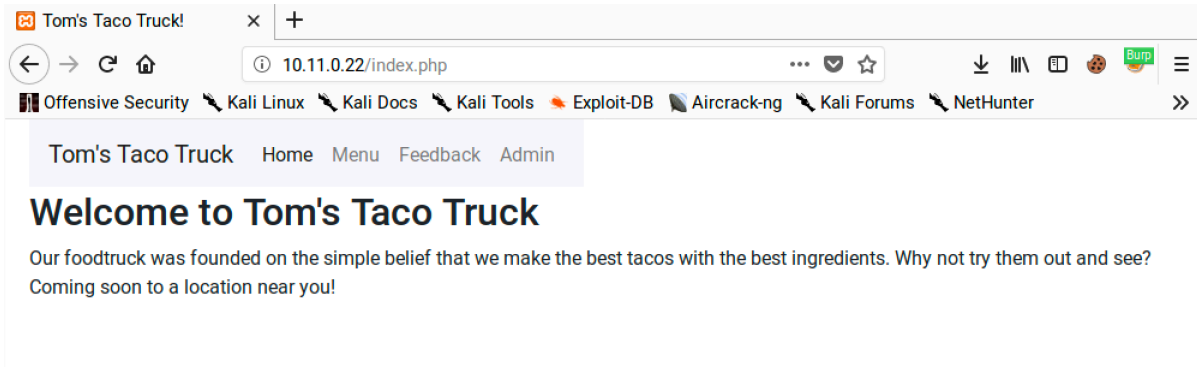 Tom's Taco Truck!
10.11.0.22/index.php
Burp
Offensive Security Kali Linux Kali Docs Kali Tools Exploit-DB Aircrack-ng Kali Forums NetHunter
Tom's Taco Truck Home Menu Feedback Admin
Welcome to Tom's Taco Truck
Our foodtruck was founded on the simple belief that we make the best tacos with the best ingredients. Why not try them out and see?
Coming soon to a location near you!